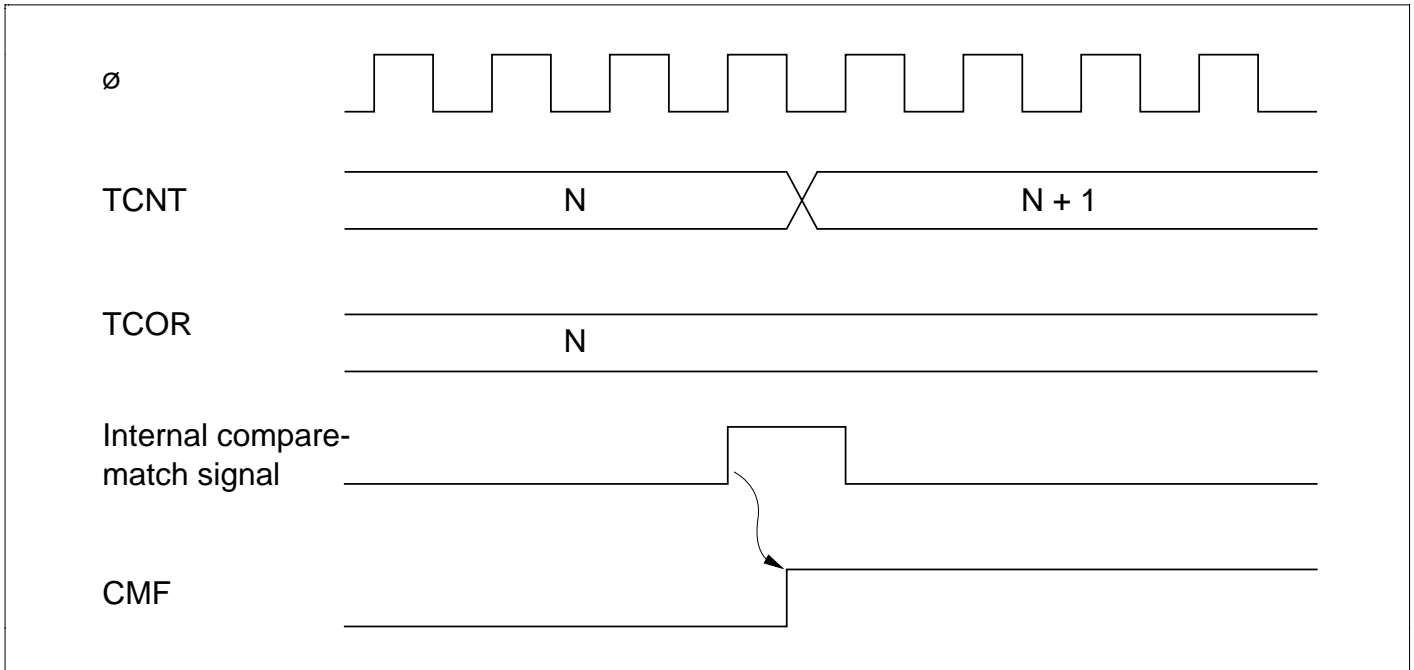 ø
TCNT
N
N + 1
TCOR
N
Internal compare-
match signal
CMF